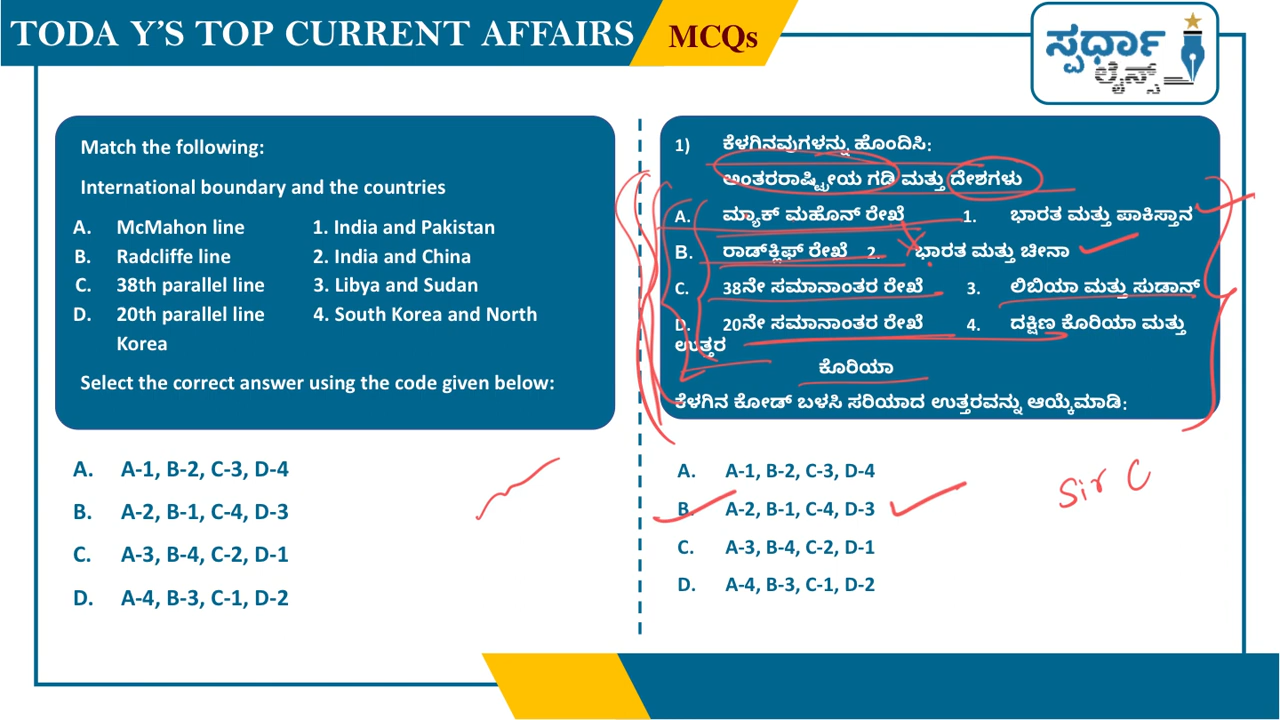 TODA Y'S TOP CURRENT AFFAIRS MCQs
ಸ್ಪರ್ಧಾ
ಲೈನ್ಸ್
Match the following:
International boundary and the countries
A. McMahon line 1. India and Pakistan
B. Radcliffe line 2. India and China
C. 38th parallel line 3. Libya and Sudan
D. 20th parallel line 4. South Korea and North
Korea
Select the correct answer using the code given below:
A. A-1, B-2, C-3, D-4
B. A-2, B-1, C-4, D-3
C. A-3, B-4, C-2, D-1
D. A-4, B-3, C-1, D-2
1) ಕೆಳಗಿನವುಗಳನ್ನು ಹೊಂದಿಸಿ:
ಅಂತರರಾಷ್ಟ್ರೀಯ ಗಡಿ ಮತ್ತು ದೇಶಗಳು
A. ಮ್ಯಾಕ್ ಮಹೊನ್ ರೇಖೆ 1. ಭಾರತ ಮತ್ತು ಪಾಕಿಸ್ತಾನ
B. ರಾಡ್‌ಕ್ಲಿಫ್ ರೇಖೆ 2. ಭಾರತ ಮತ್ತು ಚೀನಾ
C. 38ನೇ ಸಮಾನಾಂತರ ರೇಖೆ 3. ಲಿಬಿಯಾ ಮತ್ತು ಸುಡಾನ್
D. 20ನೇ ಸಮಾನಾಂತರ ರೇಖೆ 4. ದಕ್ಷಿಣ ಕೊರಿಯಾ ಮತ್ತು
ಉತ್ತರ
ಕೊರಿಯಾ
ಕೆಳಗಿನ ಕೋಡ್ ಬಳಸಿ ಸರಿಯಾದ ಉತ್ತರವನ್ನು ಆಯ್ಕೆಮಾಡಿ:
A. A-1, B-2, C-3, D-4
B. A-2, B-1, C-4, D-3
C. A-3, B-4, C-2, D-1
D. A-4, B-3, C-1, D-2
Sir C